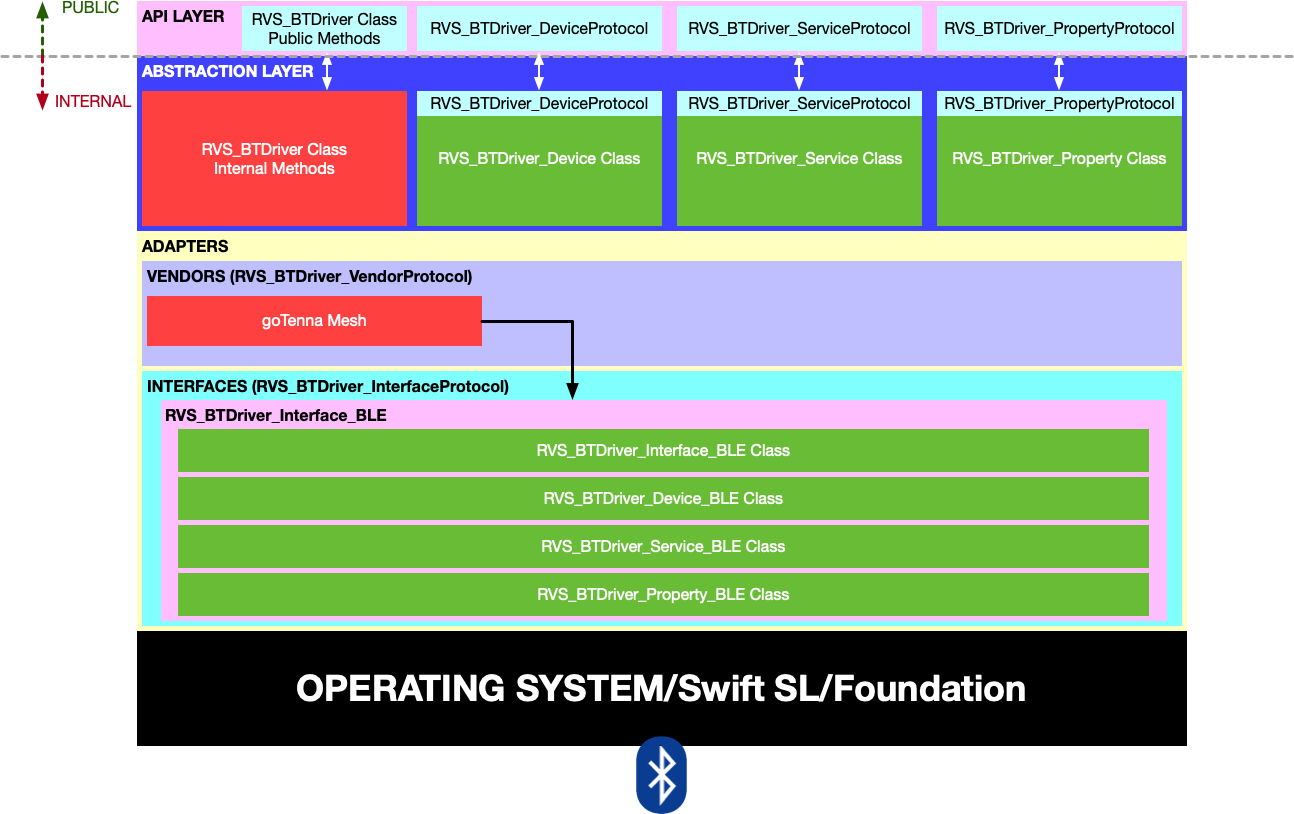 PUBLIC
API LAYER
RVS_BTDriver Class
Public Methods
RVS_BTDriver_DeviceProtocol
RVS_BTDriver_ServiceProtocol
RVS_BTDriver_PropertyProtocol
ABSTRACTION LAYER
INTERNAL
RVS_BTDriver Class
Internal Methods
RVS_BTDriver_DeviceProtocol
RVS_BTDriver_Device Class
RVS_BTDriver_ServiceProtocol
RVS_BTDriver_Service Class
RVS_BTDriver_PropertyProtocol
RVS_BTDriver_Property Class
ADAPTERS
VENDORS (RVS_BTDriver_VendorProtocol)
goTenna Mesh
INTERFACES (RVS_BTDriver_InterfaceProtocol)
RVS_BTDriver_Interface_BLE
RVS_BTDriver_Interface_BLE Class
RVS_BTDriver_Device_BLE Class
RVS_BTDriver_Service_BLE Class
RVS_BTDriver_Property_BLE Class
OPERATING SYSTEM/Swift SL/Foundation